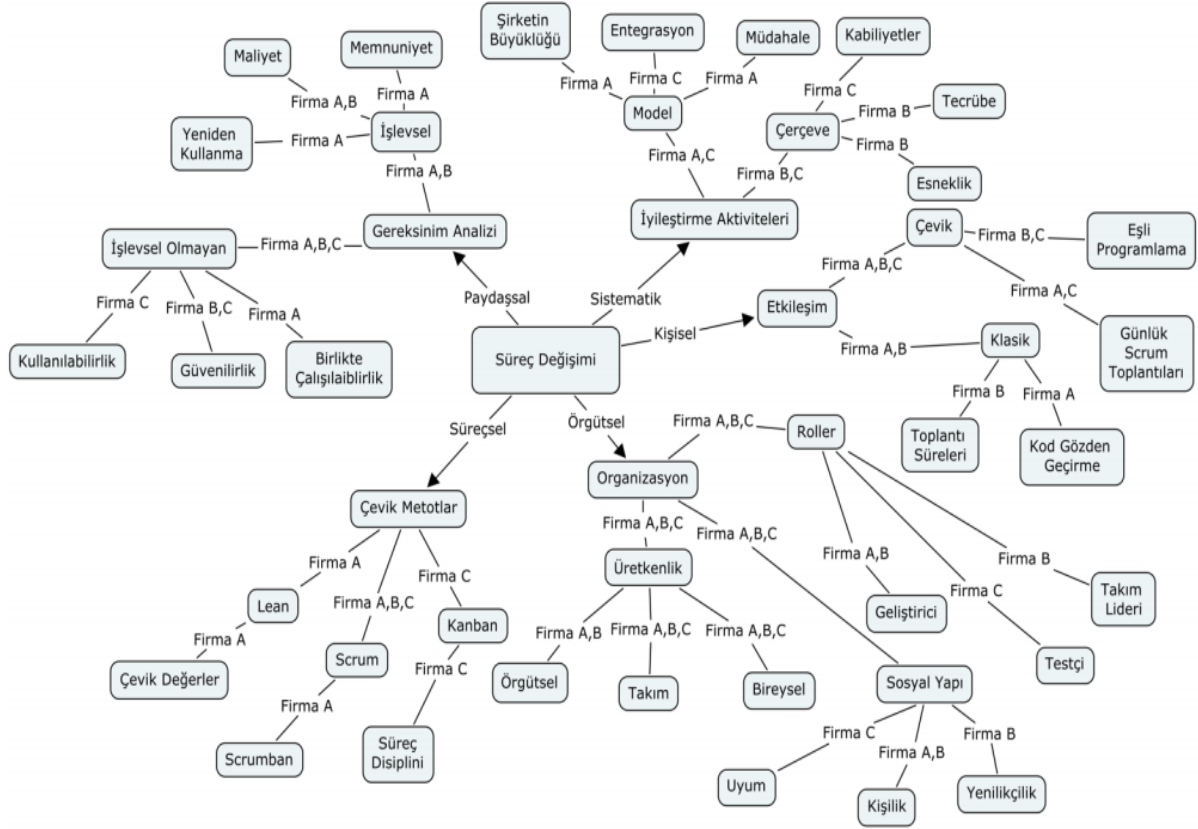 Şirketin
Büyüklüğü
Entegrasyon
Müdahale
Kabiliyetler
Maliyet
Memnuniyet
Firma A
Firma C
Firma A
Firma C
Firma A,B
Firma A
Model
Firma B
Tecrübe
Yeniden
Kullanma
Firma A
İşlevsel
Çerçeve
Firma B
Firma A,B
Firma A,C
Firma B,C
Esneklik
İşlevsel Olmayan
Firma A,B,C
Gereksinim Analizi
İyileştirme Aktiviteleri
Çevik
Firma B,C
Eşli
Programlama
Firma A,B,C
Firma A,C
Firma C
Firma B,C
Firma A
Paydaşsal
Sistematik
Kişisel
Etkileşim
Kullanılabilirlik
Güvenilirlik
Birlikte
Çalışılaiblirlik
Süreç Değişimi
Firma A,B
Klasik
Günlük
Scrum
Toplantıları
Firma B
Firma A
Süreçsel
Örgütsel
Firma A,B,C
Roller
Toplantı
Süreleri
Kod Gözden
Geçirme
Çevik Metotlar
Organizasyon
Firma A,B,C
Firma A,B,C
Firma A
Firma C
Üretkenlik
Firma A,B
Firma B
Firma C
Lean
Firma A,B,C
Kanban
Geliştirici
Takım
Lideri
Firma A
Firma A,B
Firma A,B,C
Firma A,B,C
Çevik Değerler
Scrum
Firma C
Örgütsel
Takım
Bireysel
Sosyal Yapı
Testçi
Firma A
Firma C
Firma A,B
Firma B
Scrumban
Süreç
Disiplini
Uyum
Kişilik
Yenilikçilik